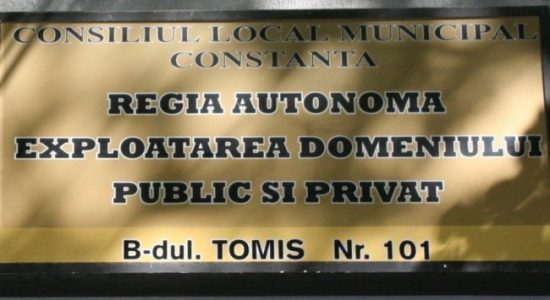 CONSILIUL LOCAL MUNICIPAL
CONSTANTA
REGIA AUTONOMA
EXPLOATAREA DOMENIULUI
PUBLIC SI PRIVAT
B-dul. TOMIS Nr. 101